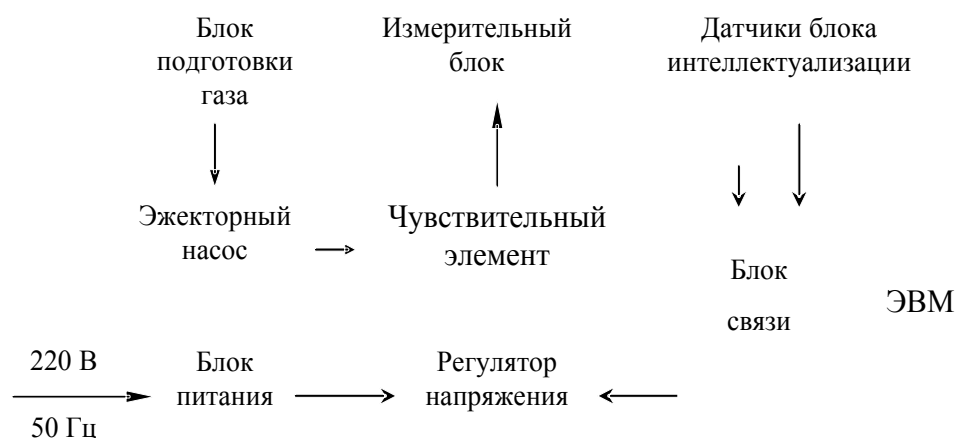 Блок
подготовки
газа
Измерительный
блок
Датчики блока
интеллектуализации
Эжекторный
насос
Чувствительный
элемент
Блок
связи
ЭВМ
220 В
50 Гц
Блок
питания
Регулятор
напряжения